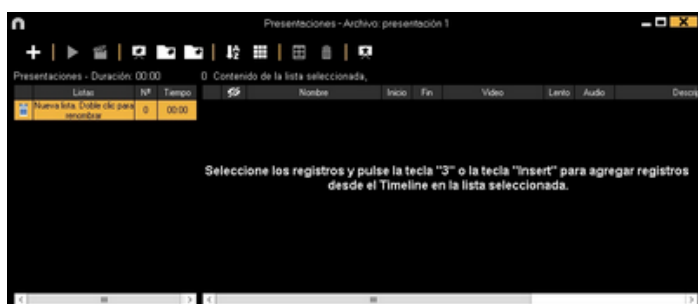 Presentaciones - Archivo: presentación 1
Presentaciones - Duración: 00:00
0 Contenido de la lista seleccionada,
Listas Nº Tiempo
Nombre Inicio Fin Video Lento Audio Descrip
Nueva lista. Doble clic para renombrar 0 00:00
Seleccione los registros y pulse la tecla "3" o la tecla "Insert" para agregar registros
desde el Timeline en la lista seleccionada.